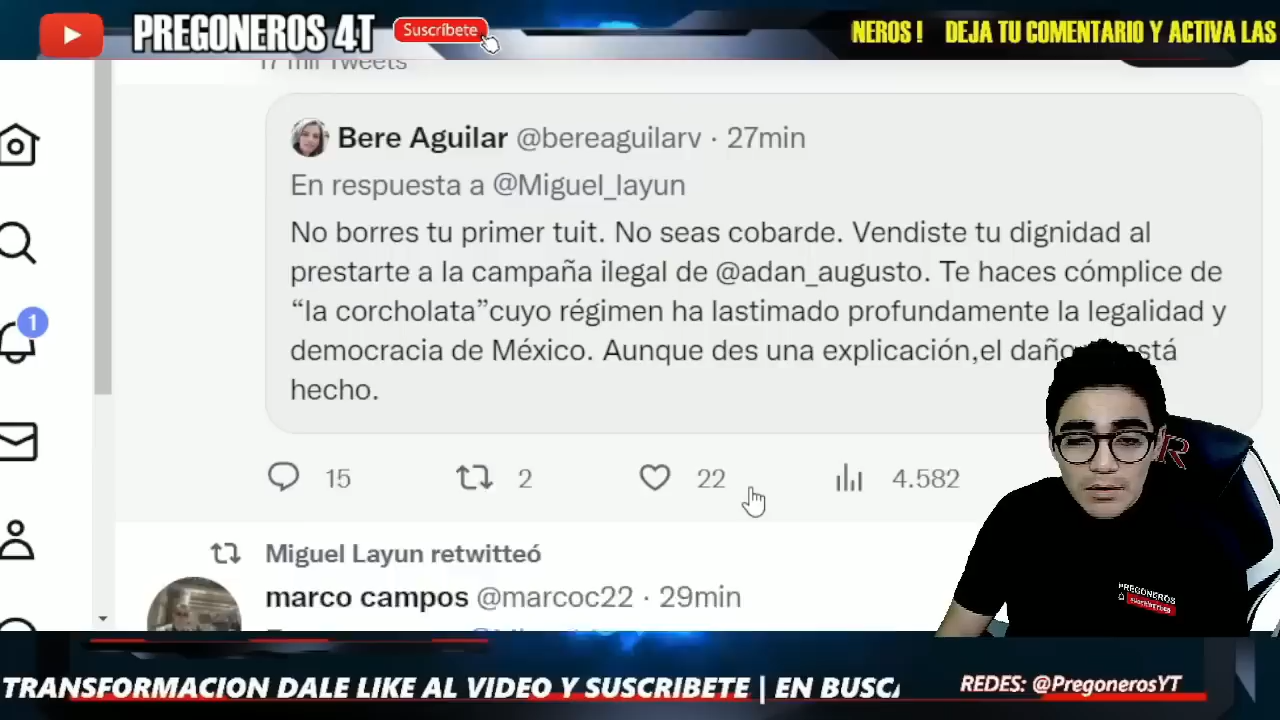 PREGONEROS 4T
Suscríbete
NEROS ! DEJA TU COMENTARIO Y ACTIVA LAS
17 mil Tweets
Bere Aguilar @bereaguilarv · 27min
En respuesta a @Miguel_layun
No borres tu primer tuit. No seas cobarde. Vendiste tu dignidad al
prestarte a la campaña ilegal de @adan_augusto. Te haces cómplice de
“la corcholata”cuyo régimen ha lastimado profundamente la legalidad y
democracia de México. Aunque des una explicación,el daño
hecho.
1
15 2 22 4.582
Miguel Layun retwitteó
marco campos @marcoc22 · 29min
R
PREGONEROS
SUSCRIBETE
TRANSFORMACION DALE LIKE AL VIDEO Y SUSCRIBETE | EN BUSCA
REDES: @PregonerosYT